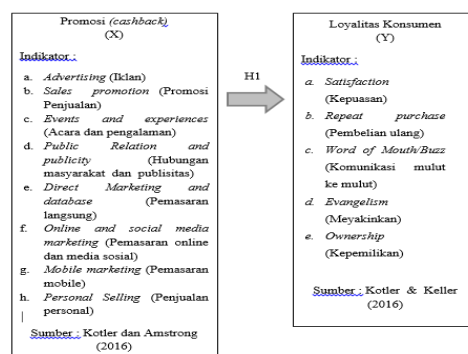 Promosi (cashback)
(X)
Indikator :
a. Advertising (Iklan)
b. Sales promotion (Promosi
Penjualan)
c. Events and experiences
(Acara dan pengalaman)
d. Public Relation and
publicity (Hubungan
masyarakat dan publisitas)
e. Direct Marketing and
database (Pemasaran
langsung)
f. Online and social media
marketing (Pemasaran online
dan media sosial)
g. Mobile marketing (Pemasaran
mobile)
h. Personal Selling (Penjualan
personal)
Sumber : Kotler dan Amstrong
(2016)
H1
Loyalitas Konsumen
(Y)
Indikator :
a. Satisfaction
(Kepuasan)
b. Repeat purchase
(Pembelian ulang)
c. Word of Mouth/Buzz
(Komunikasi mulut
ke mulut)
d. Evangelism
(Meyakinkan)
e. Ownership
(Kepemilikan)
Sumber : Kotler & Keller
(2016)